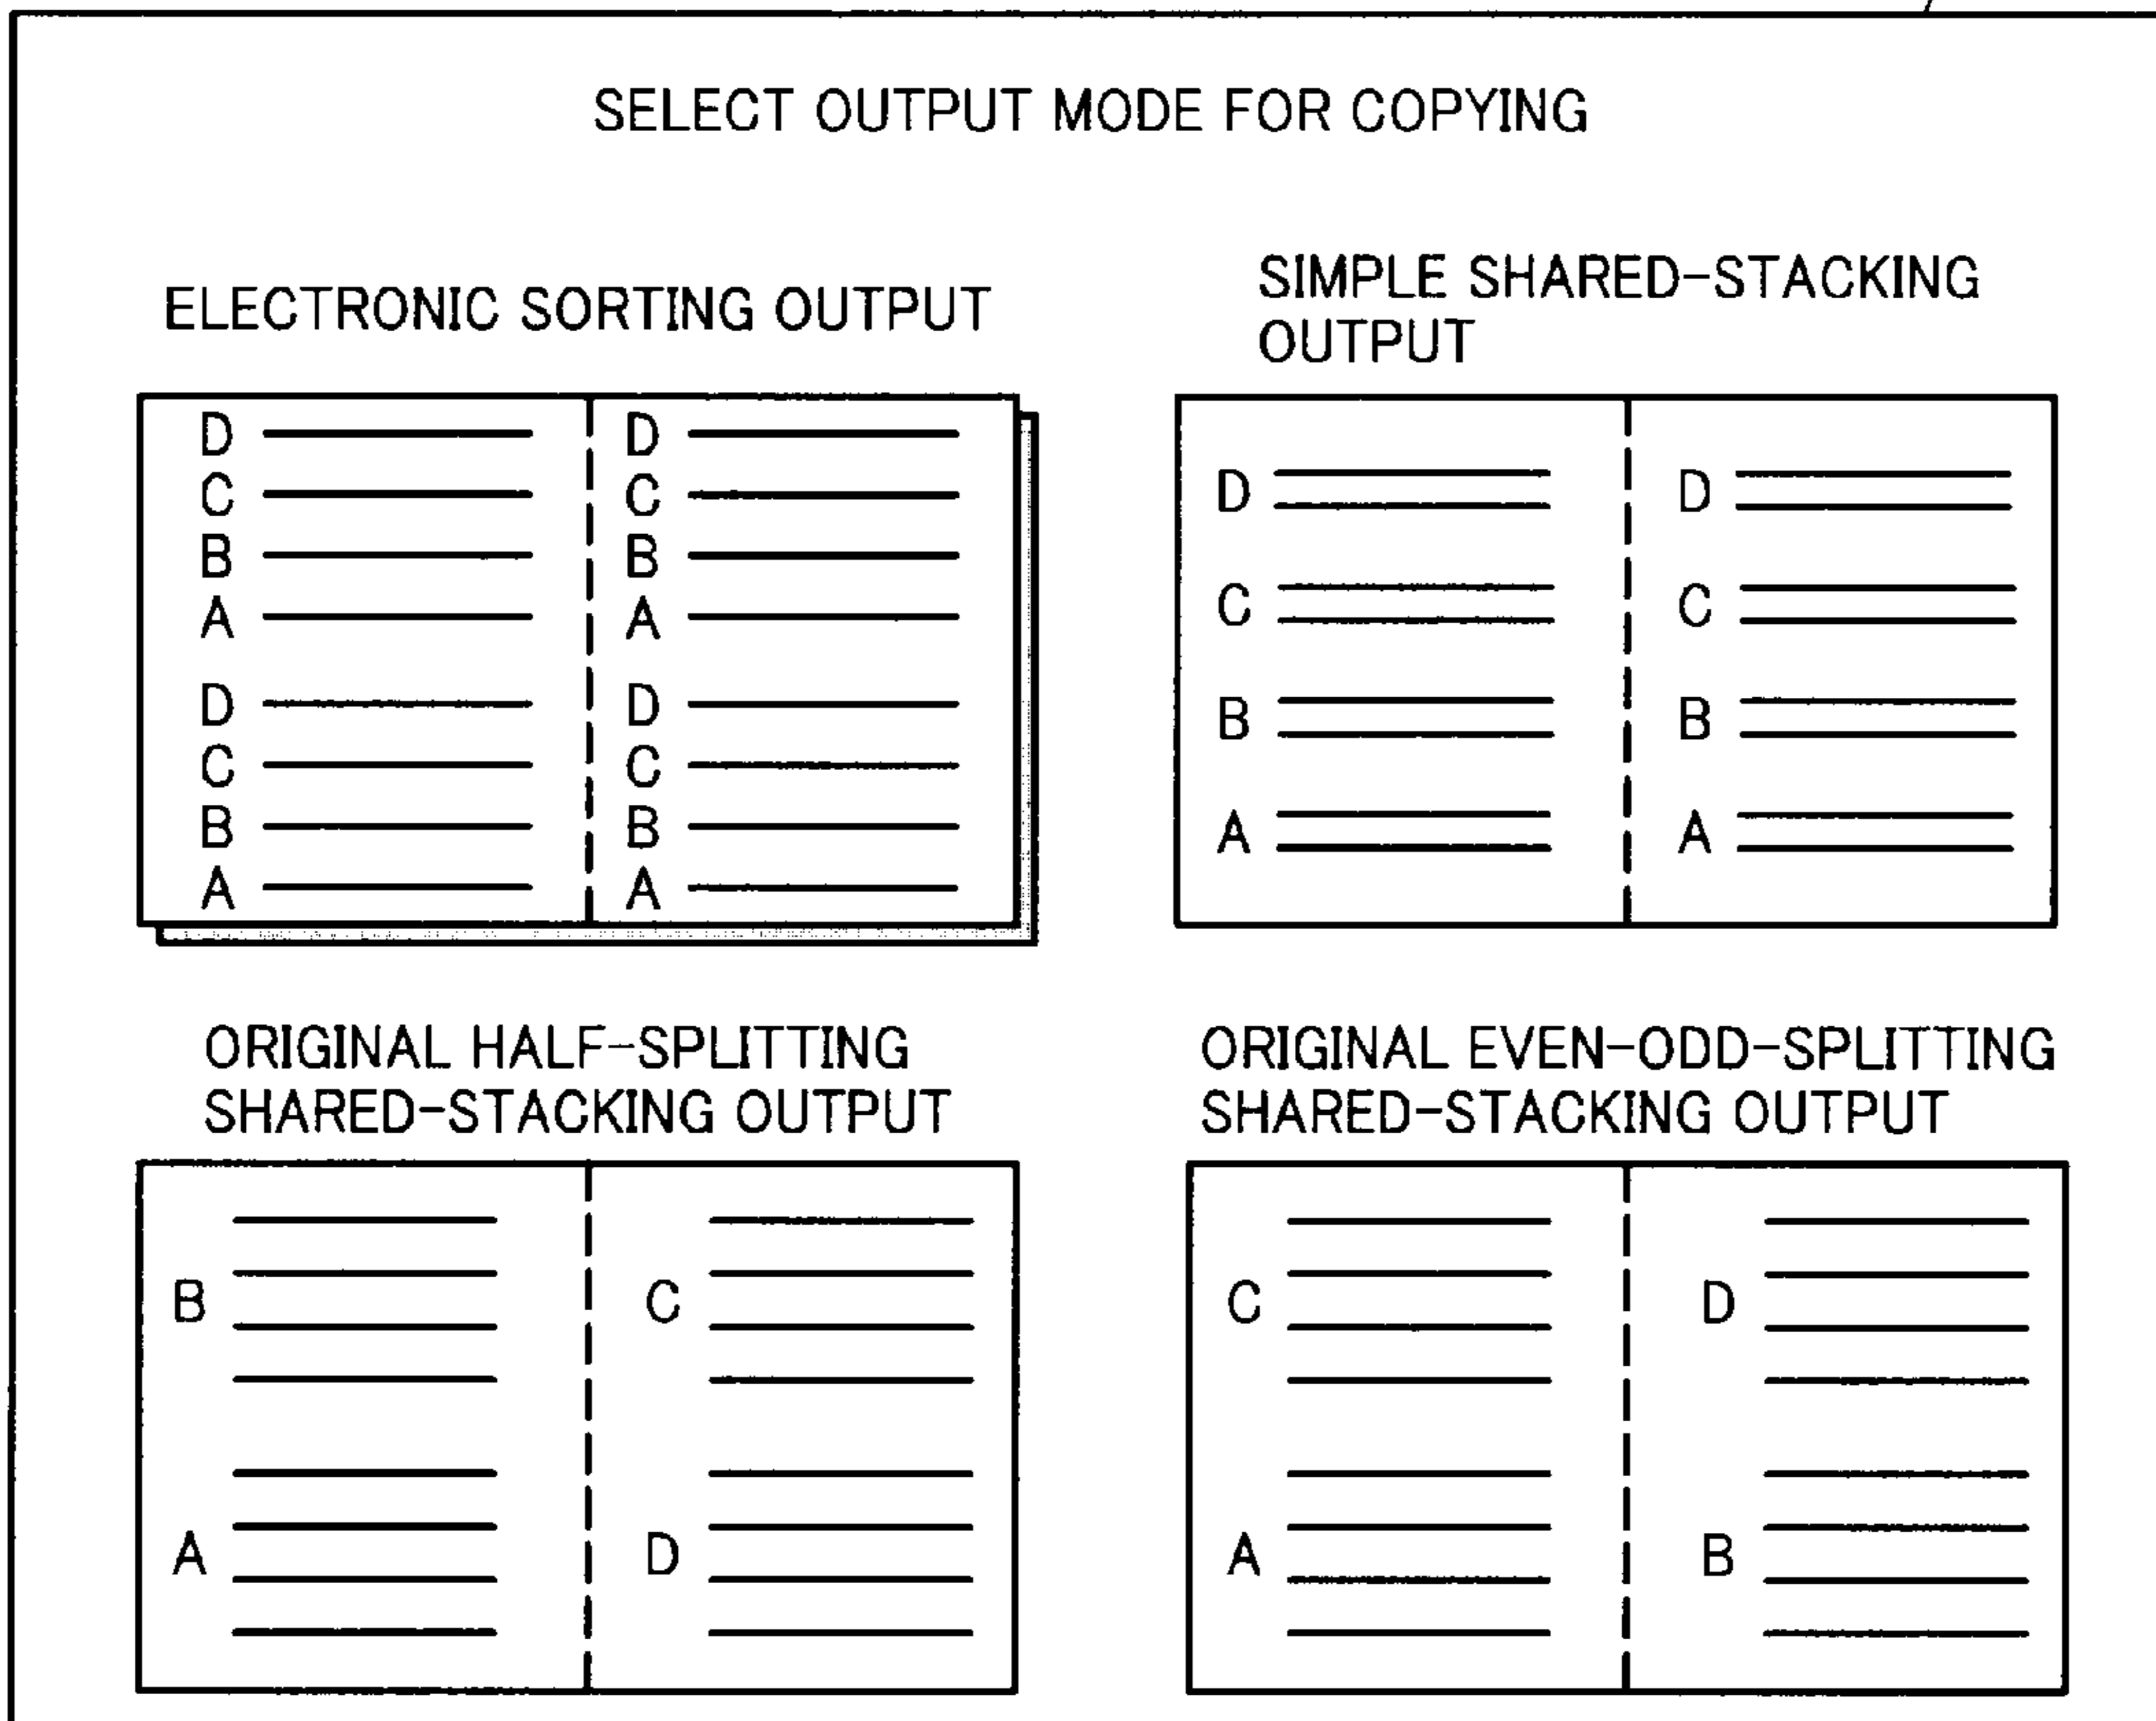 SELECT OUTPUT MODE FOR COPYING
ELECTRONIC SORTING OUTPUT
D D
C C
B B
A A
D D
C C
B B
A A
SIMPLE SHARED-STACKING
OUTPUT
D D
C C
B B
A A
ORIGINAL HALF-SPLITTING
SHARED-STACKING OUTPUT
B C
A D
ORIGINAL EVEN-ODD-SPLITTING
SHARED-STACKING OUTPUT
C D
A B